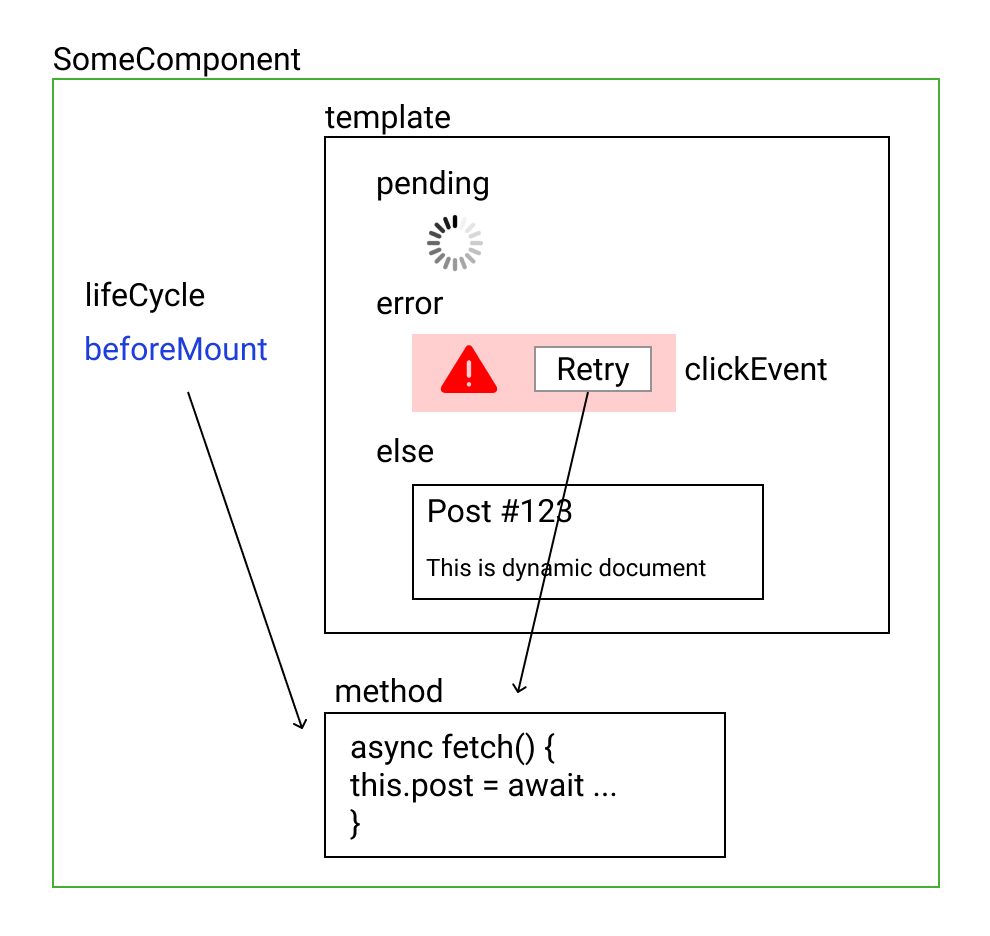 SomeComponent
template
pending
lifeCycle
beforeMount
error
Retry
clickEvent
else
Post #123
This is dynamic document
method
async fetch() {
this.post = await ...
}